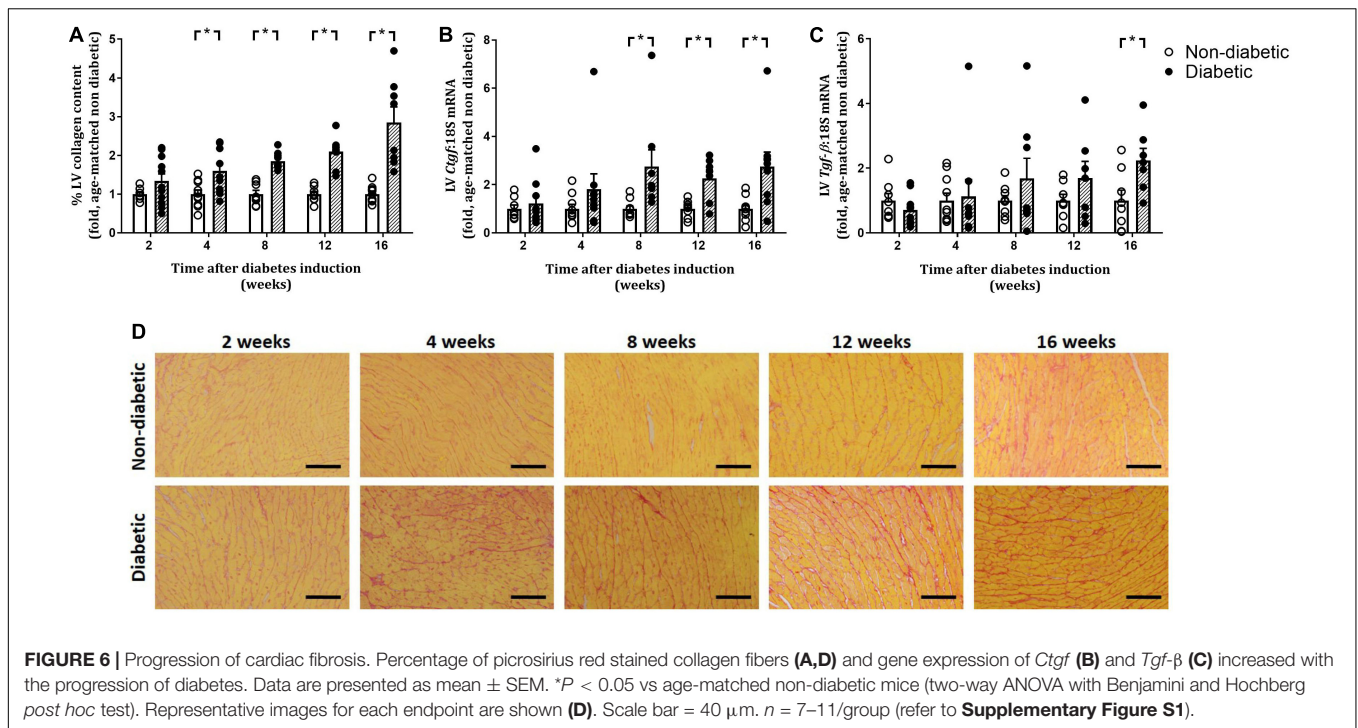 A
% LV collagen content
(fold, age-matched non diabetic)
5
4
3
2
1
0
* * * *
2 4 8 12 16
Time after diabetes induction
(weeks)
B
LV Ctgf:18S mRNA
(fold, age-matched non diabetic)
8
6
4
2
0
* * *
2 4 8 12 16
Time after diabetes induction
(weeks)
C
LV Tgf-β:18S mRNA
(fold, age-matched non diabetic)
6
4
2
0
*
2 4 8 12 16
Time after diabetes induction
(weeks)
Non-diabetic
Diabetic
D
2 weeks 4 weeks 8 weeks 12 weeks 16 weeks
Non-diabetic
Diabetic
FIGURE 6 | Progression of cardiac fibrosis. Percentage of picrosirius red stained collagen fibers (A,D) and gene expression of Ctgf (B) and Tgf-β (C) increased with
the progression of diabetes. Data are presented as mean ± SEM. *P < 0.05 vs age-matched non-diabetic mice (two-way ANOVA with Benjamini and Hochberg
post hoc test). Representative images for each endpoint are shown (D). Scale bar = 40 μm. n = 7–11/group (refer to Supplementary Figure S1).